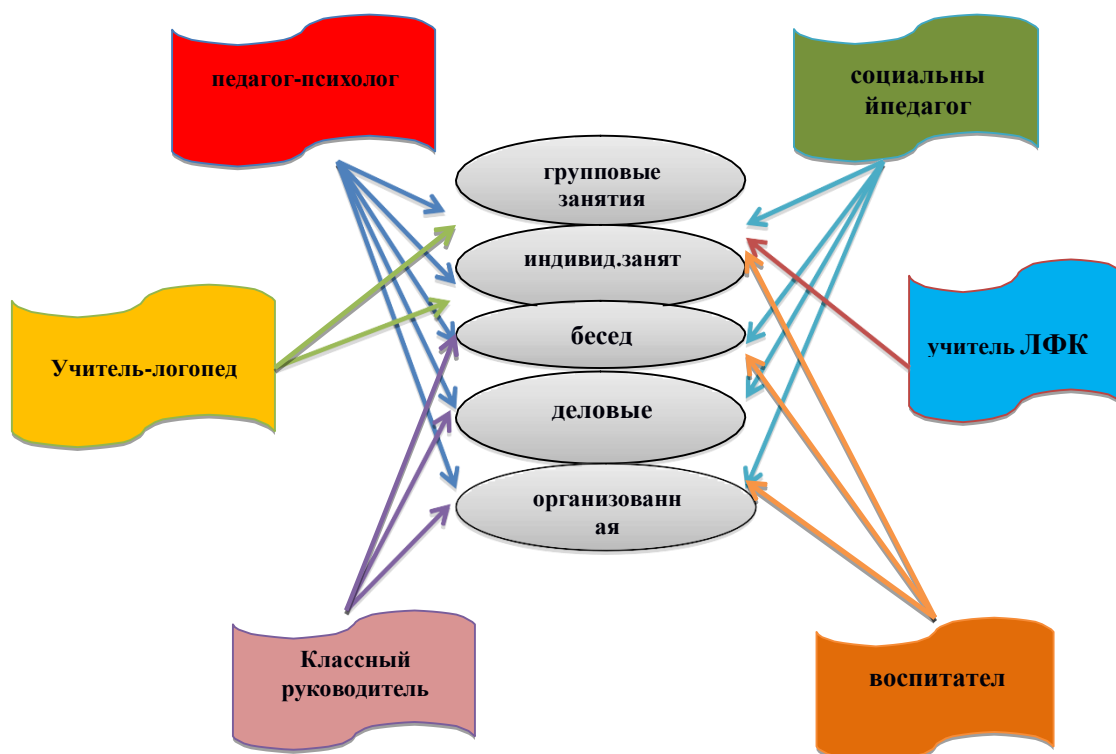 педагог-психолог
социальны
йпедагог
групповые
занятия
индивид.занят
бесед
деловые
организованн
ая
Учитель-логопед
учитель ЛФК
Классный
руководитель
воспитател